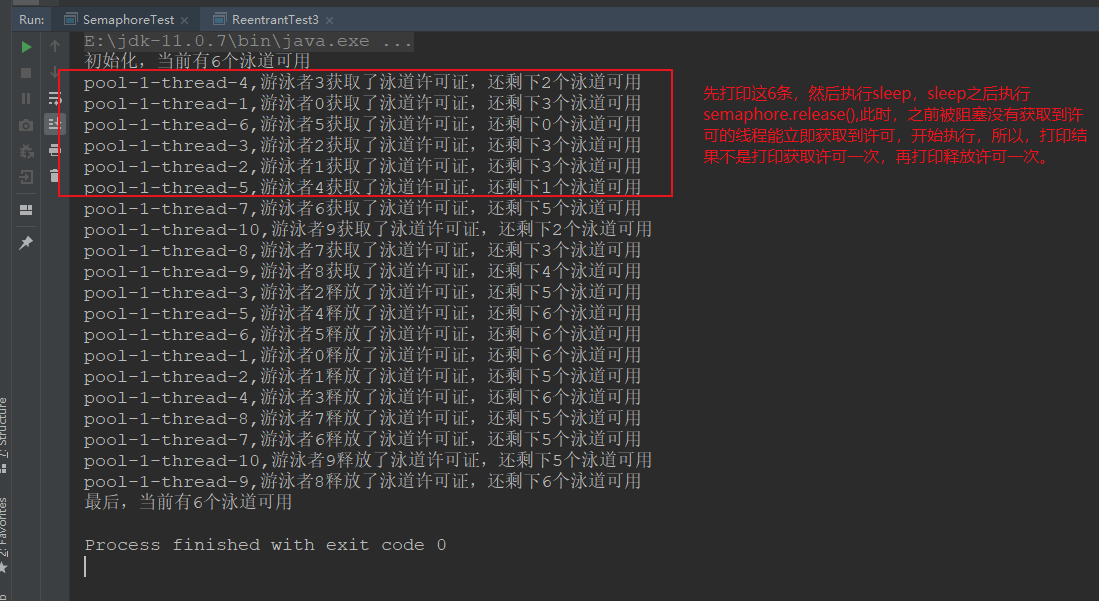 Run:
SemaphoreTest
ReentrantTest3
E:\jdk-11.0.7\bin\java.exe ...
初始化，当前有6个泳道可用
pool-1-thread-4,游泳者3获取了泳道许可证，还剩下2个泳道可用
pool-1-thread-1,游泳者0获取了泳道许可证，还剩下3个泳道可用
pool-1-thread-6,游泳者5获取了泳道许可证，还剩下0个泳道可用
pool-1-thread-3,游泳者2获取了泳道许可证，还剩下3个泳道可用
pool-1-thread-2,游泳者1获取了泳道许可证，还剩下3个泳道可用
pool-1-thread-5,游泳者4获取了泳道许可证，还剩下1个泳道可用
pool-1-thread-7,游泳者6获取了泳道许可证，还剩下5个泳道可用
pool-1-thread-10,游泳者9获取了泳道许可证，还剩下2个泳道可用
pool-1-thread-8,游泳者7获取了泳道许可证，还剩下3个泳道可用
pool-1-thread-9,游泳者8获取了泳道许可证，还剩下4个泳道可用
pool-1-thread-3,游泳者2释放了泳道许可证，还剩下5个泳道可用
pool-1-thread-5,游泳者4释放了泳道许可证，还剩下6个泳道可用
pool-1-thread-6,游泳者5释放了泳道许可证，还剩下6个泳道可用
pool-1-thread-1,游泳者0释放了泳道许可证，还剩下6个泳道可用
pool-1-thread-2,游泳者1释放了泳道许可证，还剩下5个泳道可用
pool-1-thread-4,游泳者3释放了泳道许可证，还剩下6个泳道可用
pool-1-thread-8,游泳者7释放了泳道许可证，还剩下5个泳道可用
pool-1-thread-7,游泳者6释放了泳道许可证，还剩下5个泳道可用
pool-1-thread-10,游泳者9释放了泳道许可证，还剩下5个泳道可用
pool-1-thread-9,游泳者8释放了泳道许可证，还剩下6个泳道可用
最后，当前有6个泳道可用
Process finished with exit code 0
先打印这6条，然后执行sleep，sleep之后执行
semaphore.release(),此时，之前被阻塞没有获取到许
可的线程能立即获取到许可，开始执行，所以，打印结
果不是打印获取许可一次，再打印释放许可一次。
7: Structure
2: Favorites